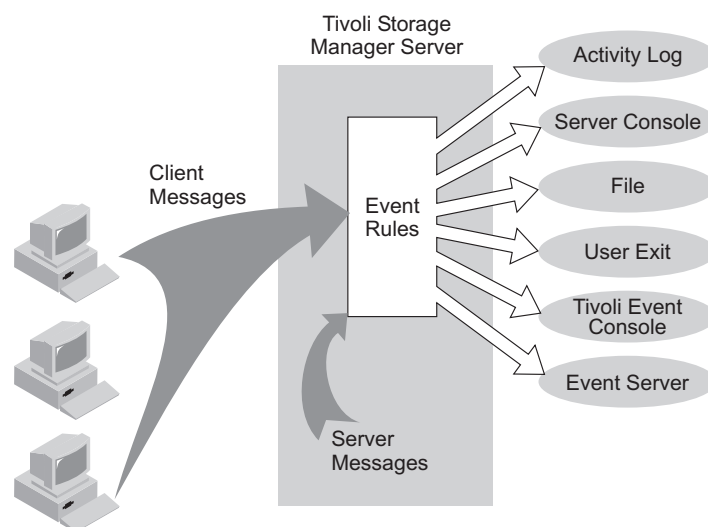 Tivoli Storage
Manager Server
Activity Log
Server Console
Client
Messages
File
Event
Rules
User Exit
Tivoli Event
Console
Event Server
Server
Messages